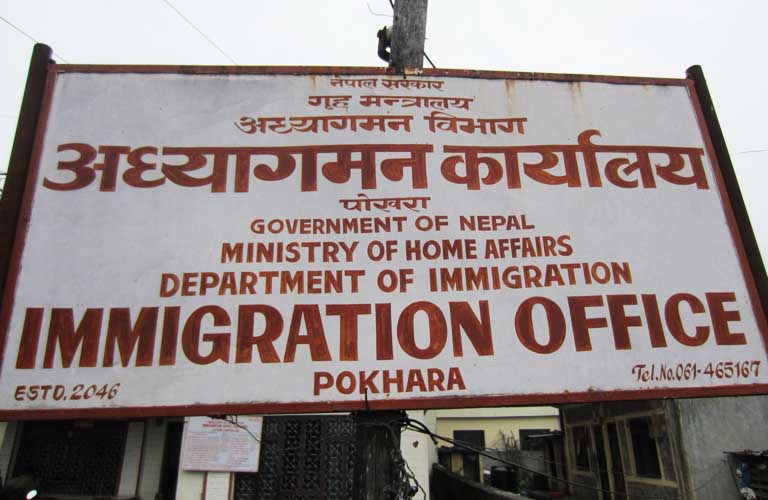 नेपाल सरकार
गृह मन्त्रालय
अध्यागमन विभाग
अध्यागमन कार्यालय
पोखरा
GOVERNMENT OF NEPAL
MINISTRY OF HOME AFFAIRS
DEPARTMENT OF IMMIGRATION
IMMIGRATION OFFICE
POKHARA
ESTD. 2046
Tel.No.061-465167